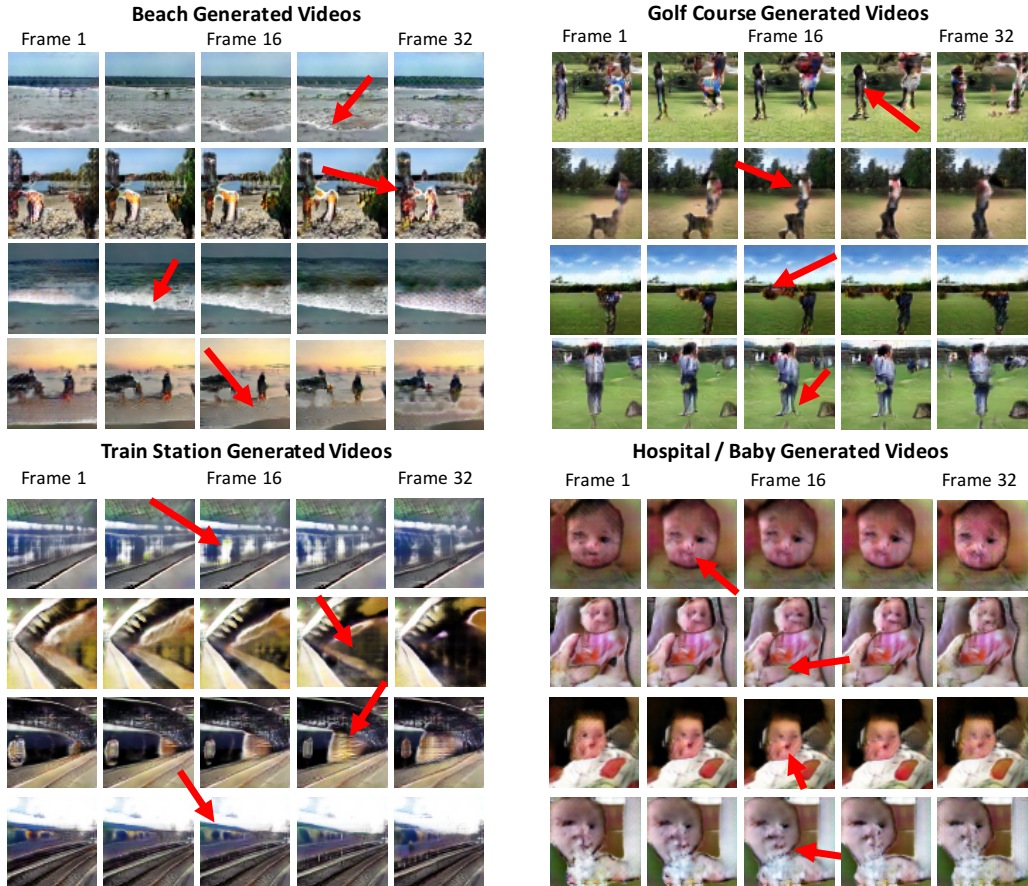 Beach Generated Videos
Frame 1 Frame 16 Frame 32
Golf Course Generated Videos
Frame 1 Frame 16 Frame 32
Train Station Generated Videos
Frame 1 Frame 16 Frame 32
Hospital / Baby Generated Videos
Frame 1 Frame 16 Frame 32